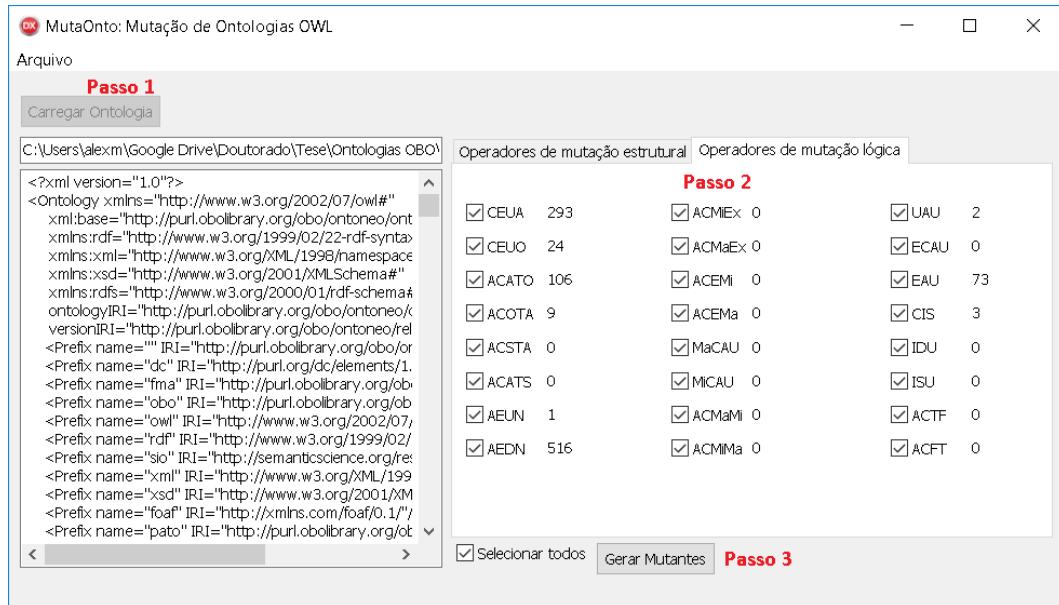 DX MutaOnto: Mutação de Ontologias OWL
Arquivo
Passo 1
Carregar Ontologia
C:\Users\alexm\Google Drive\Doutorado\Tese\Ontologias OBO\
<?xml version="1.0"?>
<Ontology xmlns="http://www.w3.org/2002/07/owl#"
xml:base="http://purl.obolibrary.org/obo/ontoneo/ont
xmlns:rdf="http://www.w3.org/1999/02/22-rdf-syntax
xmlns:xml="http://www.w3.org/XML/1998/namespace
xmlns:xsd="http://www.w3.org/2001/XMLSchema#"
xmlns:rdfs="http://www.w3.org/2000/01/rdf-schema#
ontologyIRI="http://purl.obolibrary.org/obo/ontoneo/o
versionIRI="http://purl.obolibrary.org/obo/ontoneo/rel
<Prefix name="" IRI="http://purl.obolibrary.org/obo/or
<Prefix name="dc" IRI="http://purl.org/dc/elements/1.
<Prefix name="fma" IRI="http://purl.obolibrary.org/obo
<Prefix name="obo" IRI="http://purl.obolibrary.org/ob
<Prefix name="owl" IRI="http://www.w3.org/2002/07/
<Prefix name="rdf" IRI="http://www.w3.org/1999/02/
<Prefix name="sio" IRI="http://semanticscience.org/res
<Prefix name="xml" IRI="http://www.w3.org/XML/199
<Prefix name="xsd" IRI="http://www.w3.org/2001/XM
<Prefix name="foaf" IRI="http://xmlns.com/foaf/0.1/"/
<Prefix name="pato" IRI="http://purl.obolibrary.org/ob
Operadores de mutação estrutural Operadores de mutação lógica
Passo 2
CEUA 293 ACMiEx 0 UAU 2
CEUO 24 ACMaEx 0 ECAU 0
ACATO 106 ACEMi 0 EAU 73
ACOTA 9 ACEMa 0 CIS 3
ACSTA 0 MaCAU 0 IDU 0
ACATS 0 MiCAU 0 ISU 0
AEUN 1 ACMaMi 0 ACTF 0
AEDN 516 ACMiMa 0 ACFT 0
Selecionar todos Gerar Mutantes Passo 3